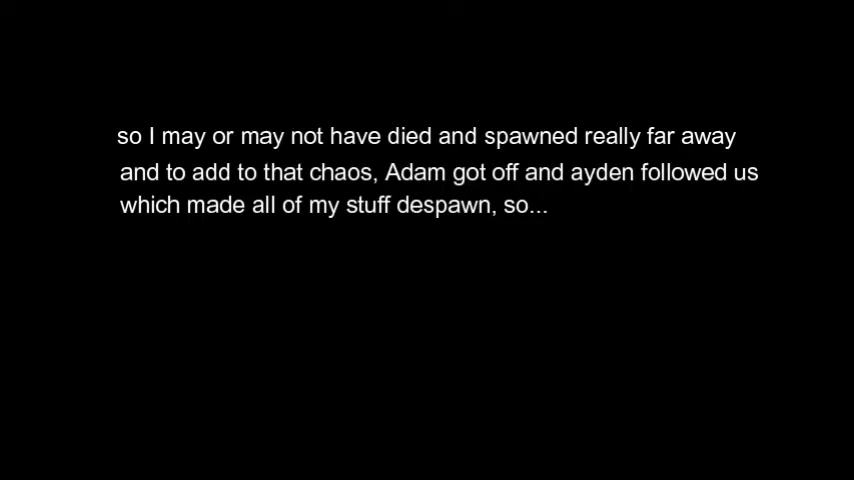 so I may or may not have died and spawned really far away
and to add to that chaos, Adam got off and ayden followed us
which made all of my stuff despawn, so...